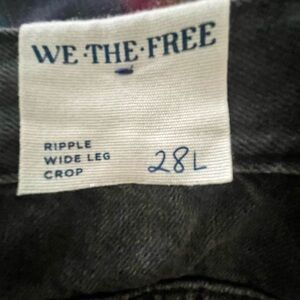 WE·THE·FREE
RIPPLE
WIDE LEG
CROP
28L